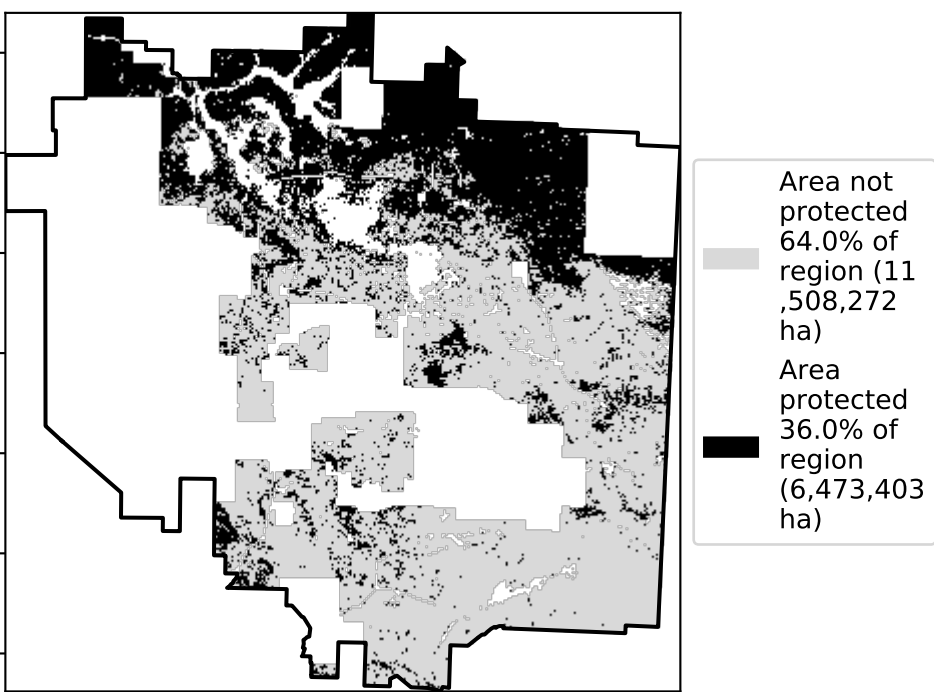 Area not
protected
64.0% of
region (11
,508,272
ha)
Area
protected
36.0% of
region
(6,473,403
ha)